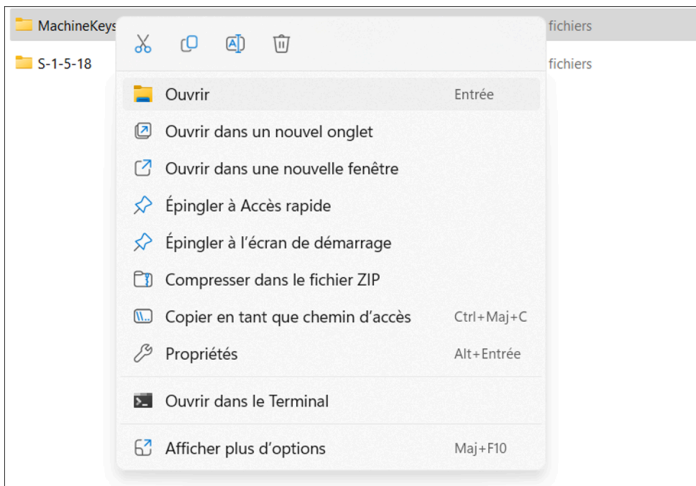 MachineKeys
fichiers
S-1-5-18
fichiers
Ouvrir Entrée
Ouvrir dans un nouvel onglet
Ouvrir dans une nouvelle fenêtre
Épingler à Accès rapide
Épingler à l'écran de démarrage
Compresser dans le fichier ZIP
Copier en tant que chemin d'accès Ctrl+Maj+C
Propriétés Alt+Entrée
Ouvrir dans le Terminal
Afficher plus d'options Maj+F10